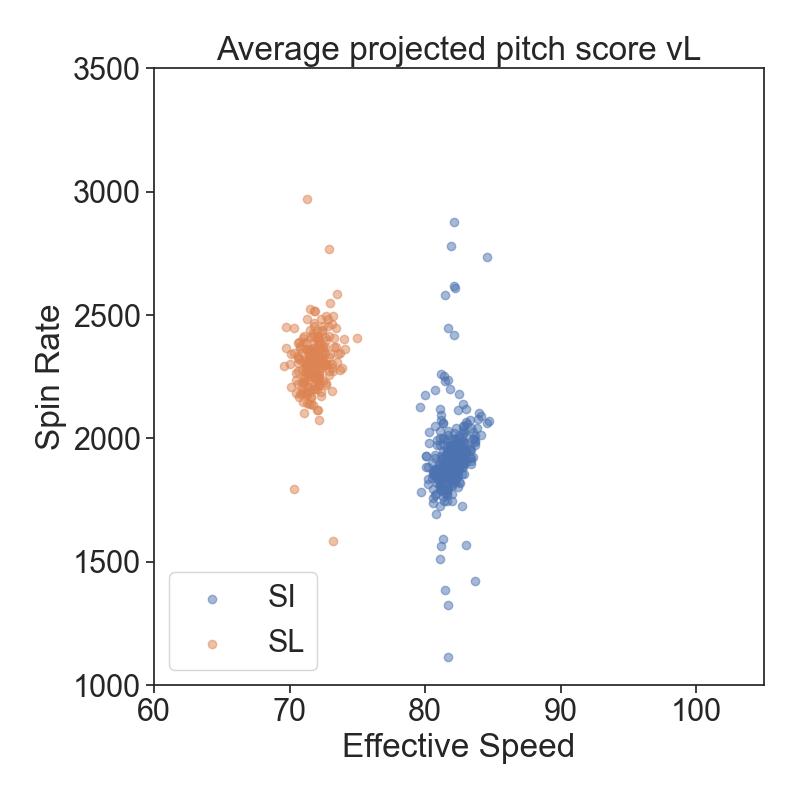 Average projected pitch score vL
3500
3000
2500
2000
1500
1000
Spin Rate
SI
SL
60 70 80 90 100
Effective Speed